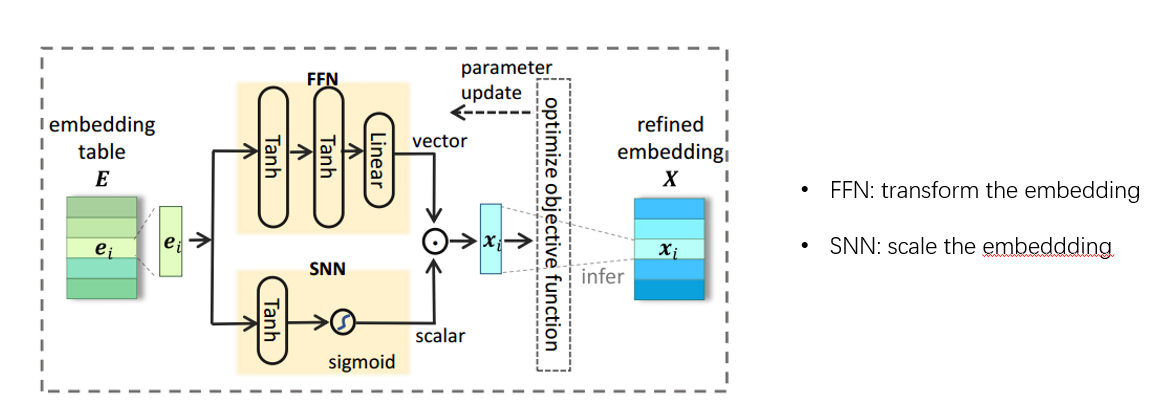 embedding
table
E
e_i
e_i
FFN
Tanh
Tanh
Linear
vector
SNN
Tanh
sigmoid
scalar
x_i
parameter
update
optimize objective function
infer
refined
embedding
X
x_i
• FFN: transform the embedding
• SNN: scale the embeddding